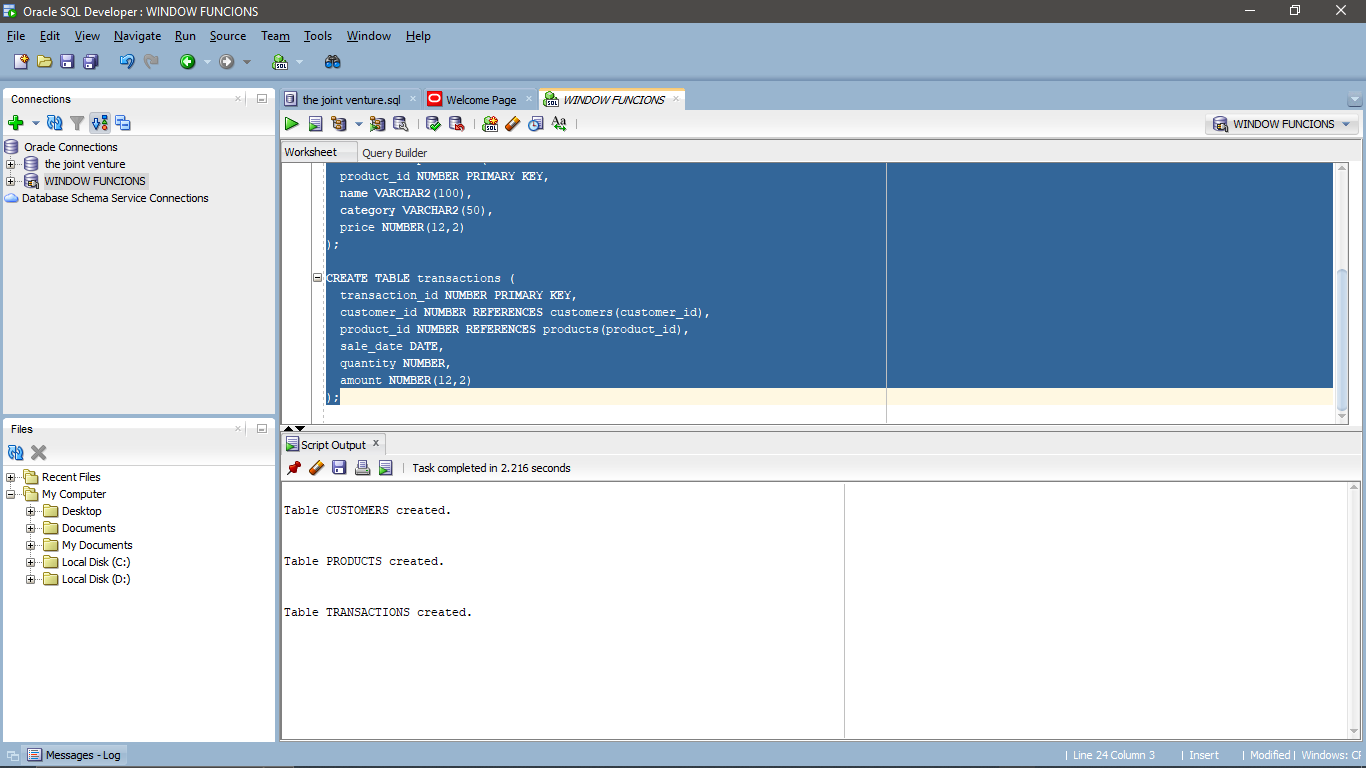 Oracle SQL Developer : WINDOW FUNCIONS
File Edit View Navigate Run Source Team Tools Window Help
Connections
Oracle Connections
the joint venture
WINDOW FUNCIONS
Database Schema Service Connections
Files
Recent Files
My Computer
Desktop
Documents
My Documents
Local Disk (C:)
Local Disk (D:)
the joint venture.sql Welcome Page WINDOW FUNCIONS
WINDOW FUNCIONS
Worksheet Query Builder
product_id NUMBER PRIMARY KEY,
name VARCHAR2(100),
category VARCHAR2(50),
price NUMBER(12,2)
);
CREATE TABLE transactions (
transaction_id NUMBER PRIMARY KEY,
customer_id NUMBER REFERENCES customers(customer_id),
product_id NUMBER REFERENCES products(product_id),
sale_date DATE,
quantity NUMBER,
amount NUMBER(12,2)
);
Script Output
Task completed in 2.216 seconds
Table CUSTOMERS created.
Table PRODUCTS created.
Table TRANSACTIONS created.
Messages - Log
Line 24 Column 3 Insert Modified Windows: